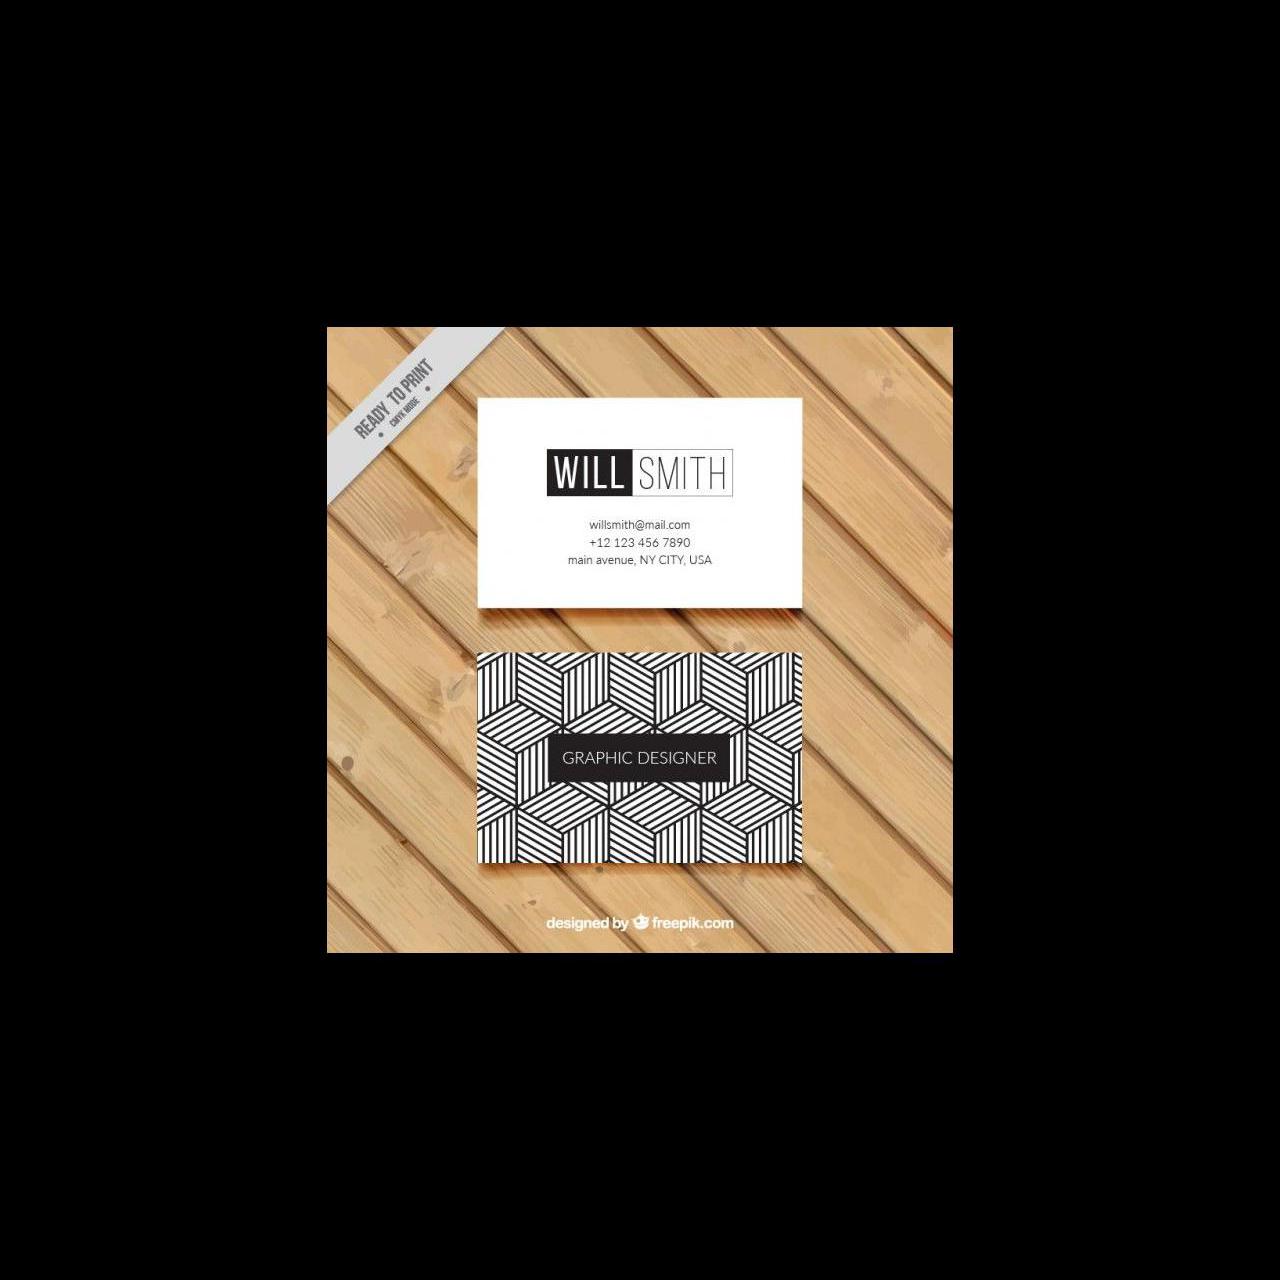 READY TO PRINT
• CMYK MODE •
WILL SMITH
willsmith@mail.com
+12 123 456 7890
main avenue, NY CITY, USA
GRAPHIC DESIGNER
designed by freepik.com